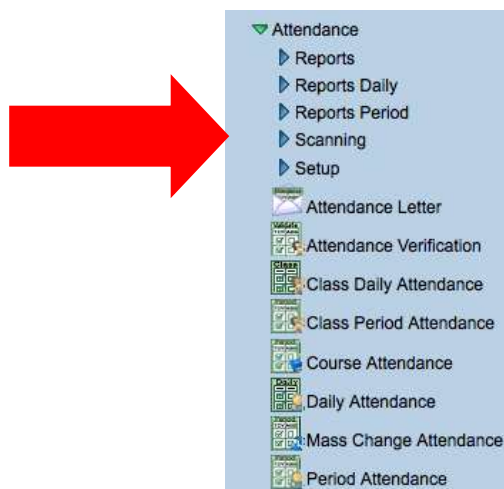 Attendance
Reports
Reports Daily
Reports Period
Scanning
Setup
Attendance Letter
Attendance Verification
Class Daily Attendance
Class Period Attendance
Course Attendance
Daily Attendance
Mass Change Attendance
Period Attendance